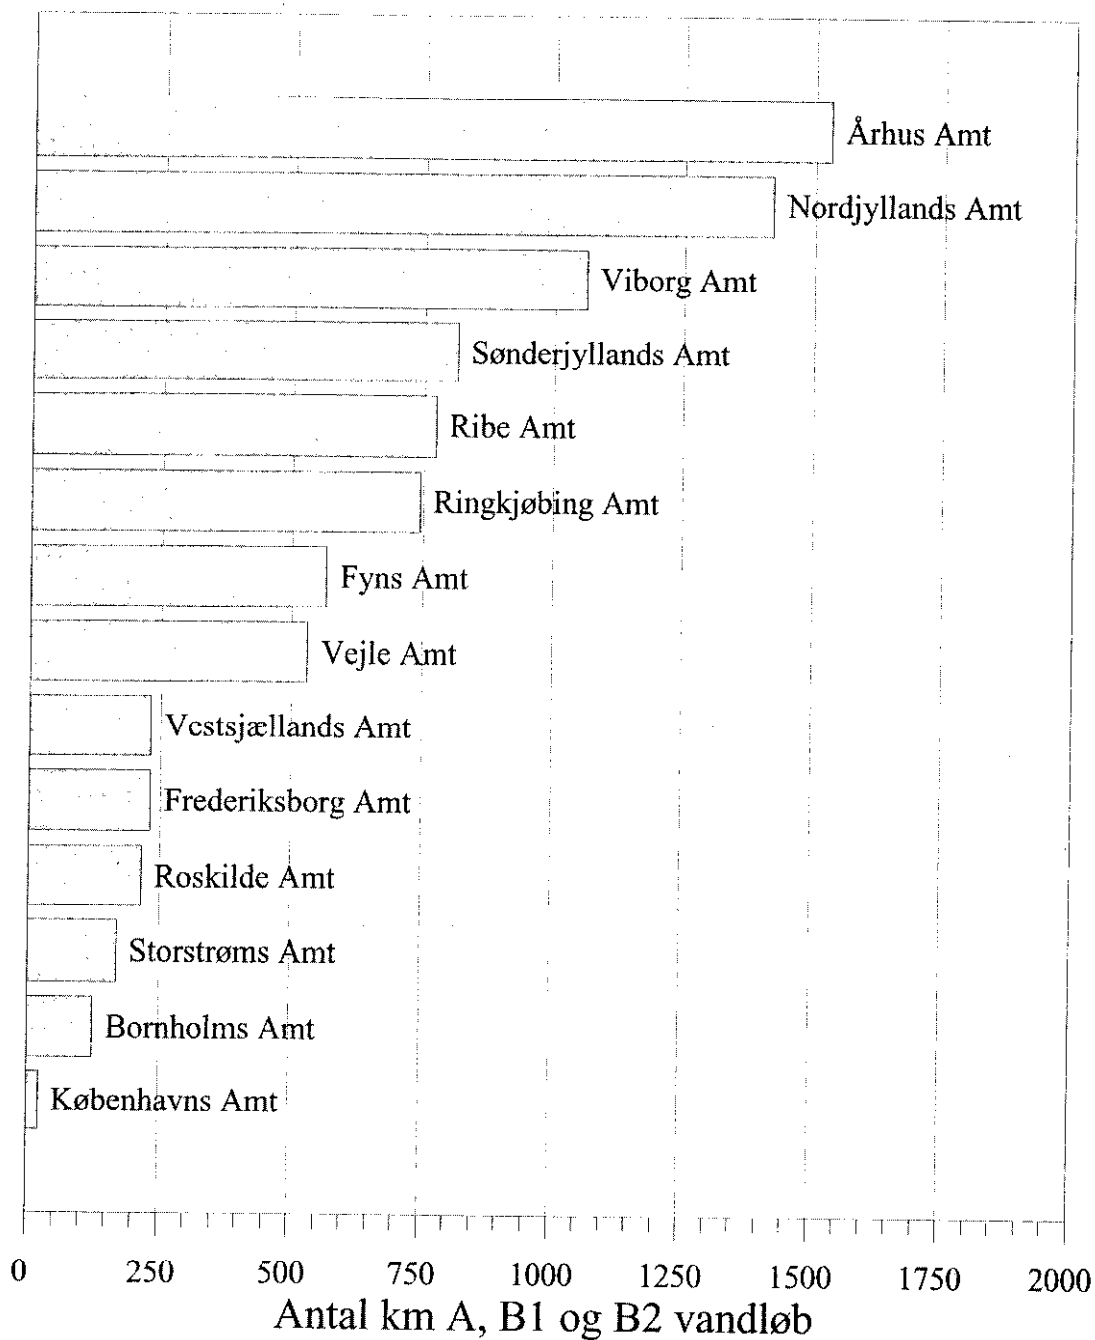 Århus Amt
Nordjyllands Amt
Viborg Amt
Sønderjyllands Amt
Ribe Amt
Ringkjøbing Amt
Fyns Amt
Vejle Amt
Vestsjællands Amt
Frederiksborg Amt
Roskilde Amt
Storstrøms Amt
Bornholms Amt
Københavns Amt
0 250 500 750 1000 1250 1500 1750 2000
Antal km A, B1 og B2 vandløb